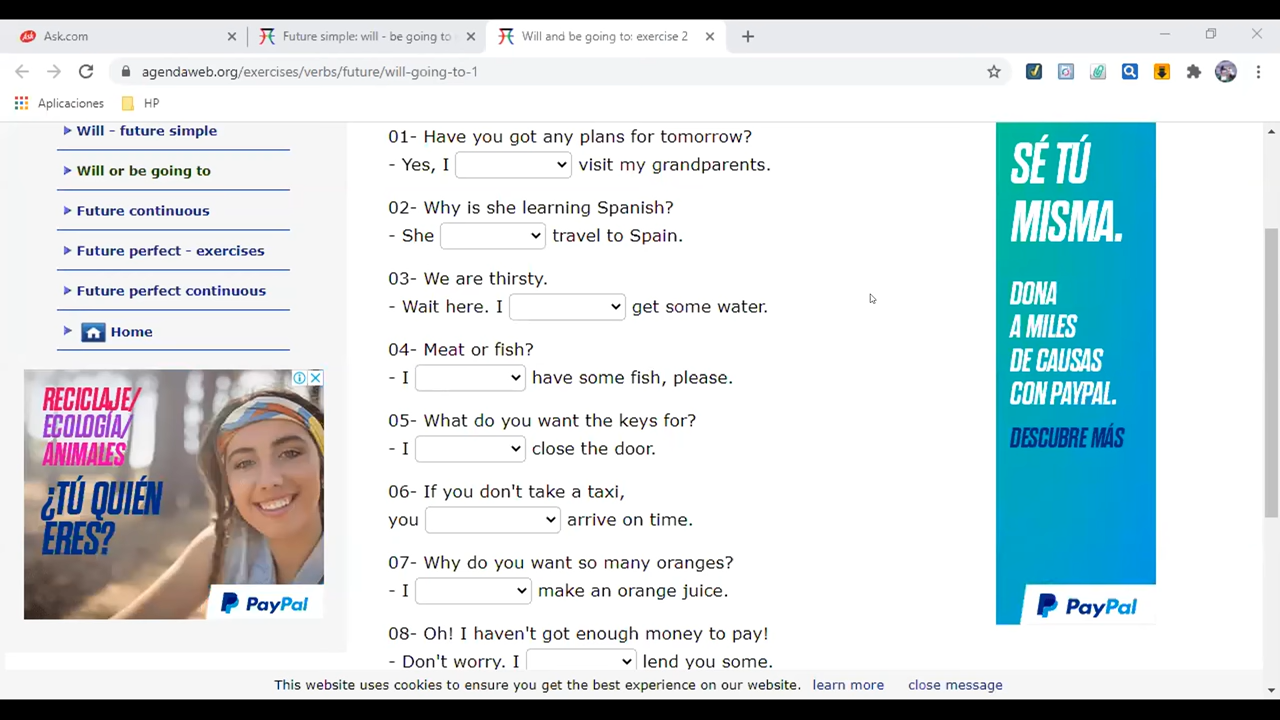 Ask.com
Future simple: will - be going to
Will and be going to: exercise 2
agendaweb.org/exercises/verbs/future/will-going-to-1
Aplicaciones
HP
Will - future simple
Will or be going to
Future continuous
Future perfect - exercises
Future perfect continuous
Home
RECICLAJE/
ECOLOGÍA/
ANIMALES
¿TÚ QUIÉN
ERES?
PayPal
01- Have you got any plans for tomorrow?
- Yes, I visit my grandparents.
02- Why is she learning Spanish?
- She travel to Spain.
03- We are thirsty.
- Wait here. I get some water.
04- Meat or fish?
- I have some fish, please.
05- What do you want the keys for?
- I close the door.
06- If you don't take a taxi,
you arrive on time.
07- Why do you want so many oranges?
- I make an orange juice.
08- Oh! I haven't got enough money to pay!
- Don't worry. I lend you some.
SÉ TÚ
MISMA.
DONA
A MILES
DE CAUSAS
CON PAYPAL.
DESCUBRE MÁS
PayPal
This website uses cookies to ensure you get the best experience on our website. learn more close message